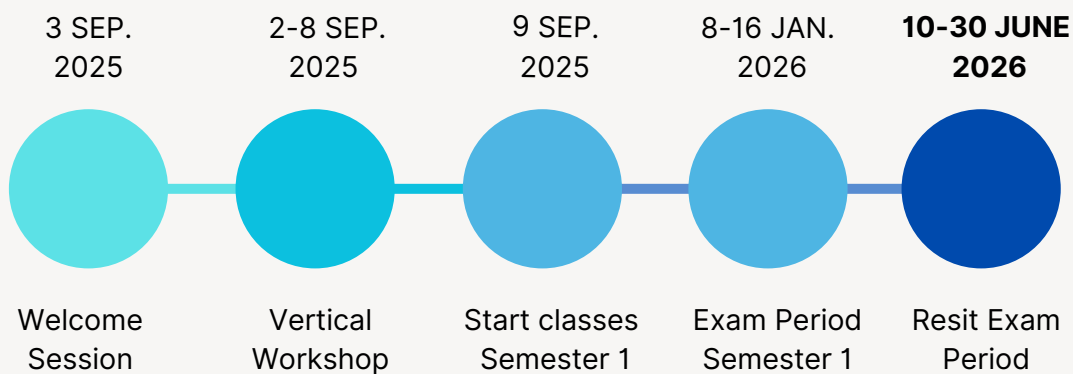 3 SEP.
2025
2-8 SEP.
2025
9 SEP.
2025
8-16 JAN.
2026
10-30 JUNE
2026
Welcome
Session
Vertical
Workshop
Start classes
Semester 1
Exam Period
Semester 1
Resit Exam
Period